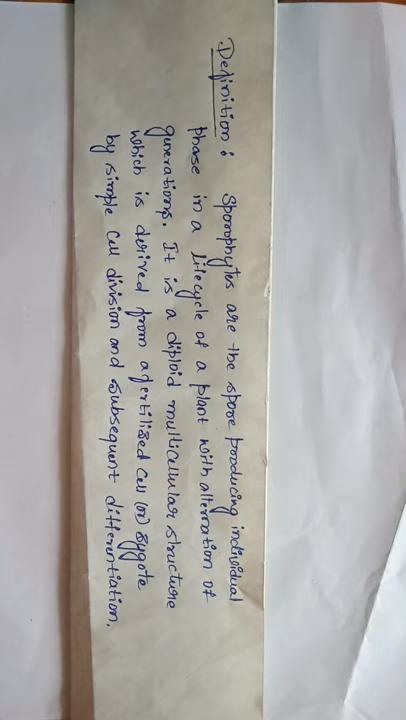 Definition : Sporophytes are the spore producing individual
phase in a lifecycle of a plant with alternation of
generations. It is a diploid multicellular structure
which is derived from a fertilized cell (or) zygote
by simple cell division and subsequent differentiation.